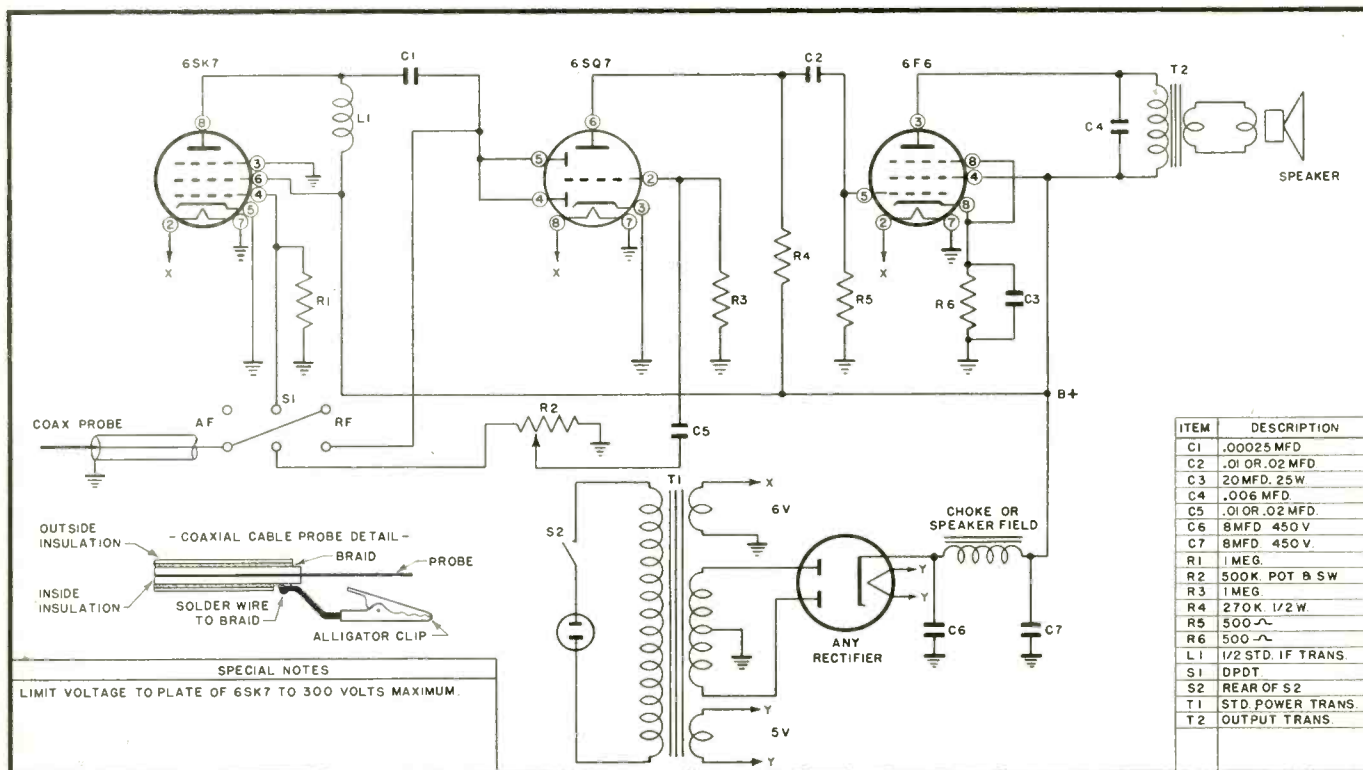 6SK7
C1
6SQ7
C2
6F6
T2
8
L1
3
6
4
5
7
2
X
R1
6
5
4
2
3
7
8
X
R3
R4
3
8
4
8
5
7
2
X
R5
R6
C3
C4
SPEAKER
B+
COAX PROBE
AF
S1
RF
R2
C5
- COAXIAL CABLE PROBE DETAIL -
OUTSIDE INSULATION
BRAID
PROBE
INSIDE INSULATION
SOLDER WIRE TO BRAID
ALLIGATOR CLIP
S2
T1
X
6V
Y
5V
Y
Y
Y
ANY RECTIFIER
CHOKE OR SPEAKER FIELD
C6
C7
SPECIAL NOTES
LIMIT VOLTAGE TO PLATE OF 6SK7 TO 300 VOLTS MAXIMUM.
ITEM DESCRIPTION
C1 .00025 MFD
C2 .01 OR .02 MFD
C3 20 MFD. 25W
C4 .006 MFD.
C5 .01 OR .02 MFD.
C6 8MFD 450 V
C7 8MFD. 450 V.
R1 1 MEG.
R2 500K. POT & SW
R3 1 MEG.
R4 270K. 1/2 W.
R5 500 Ω
R6 500 Ω
L1 1/2 STD. IF TRANS.
S1 DPDT
S2 REAR OF S2
T1 STD. POWER TRANS.
T2 OUTPUT TRANS.